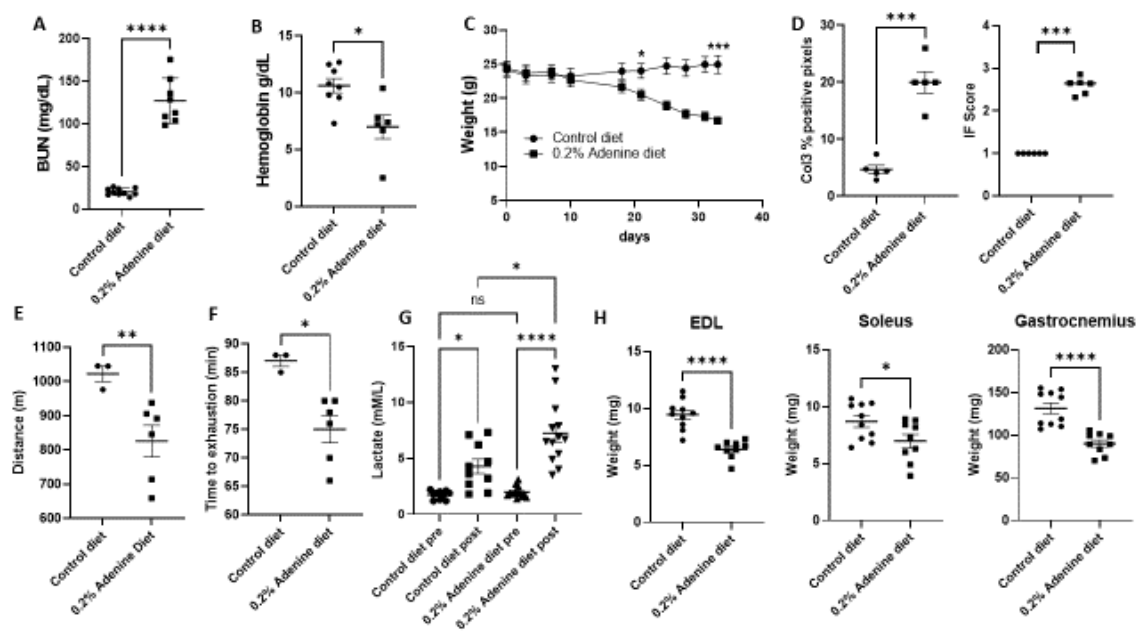 A
BUN (mg/dL)
200
150
100
50
0
****
Control diet
0.2% Adenine diet
B
Hemoglobin g/dL
15
10
5
0
*
Control diet
0.2% Adenine diet
C
Weight (g)
30
25
20
15
10
5
*
***
Control diet
0.2% Adenine diet
0
10
20
30
40
days
D
Col3 % positive pixels
40
30
20
10
0
***
Control diet
0.2% Adenine diet
IF Score
4
3
2
1
0
***
Control diet
0.2% Adenine diet
E
Distance (m)
1100
1000
900
800
700
600
**
Control diet
0.2% Adenine Diet
F
Time to exhaustion (min)
90
85
80
75
70
65
60
*
Control diet
0.2% Adenine diet
G
Lactate (mM/L)
15
10
5
0
*
ns
*
****
Control diet pre
Control diet post
0.2% Adenine diet pre
0.2% Adenine diet post
H
EDL
Weight (mg)
15
10
5
0
****
Control diet
0.2% Adenine diet
Soleus
Weight (mg)
15
10
5
0
*
Control diet
0.2% Adenine diet
Gastrocnemius
Weight (mg)
200
150
100
50
0
****
Control diet
0.2% Adenine diet